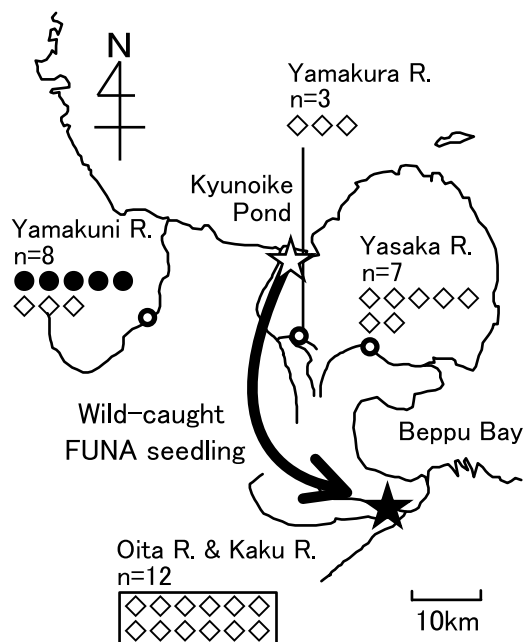 N
Yamakura R.
n=3
Kyunoike
Pond
Yamakuni R.
n=8
Yasaka R.
n=7
Wild-caught
FUNA seedling
Beppu Bay
Oita R. & Kaku R.
n=12
10km